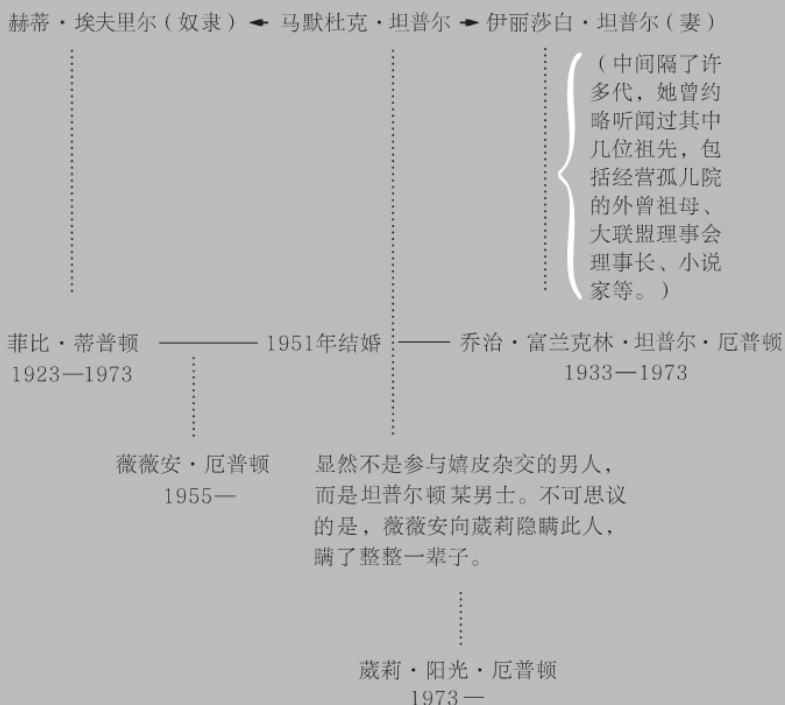 赫蒂·埃夫里尔（奴隶） 马默杜克·坦普尔 伊丽莎白·坦普尔（妻）
（中间隔了许
多代，她曾约
略听闻过其中
几位祖先，包
括经营孤儿院
的外曾祖母、
大联盟理事会
理事长、小说
家等。）
菲比·蒂普顿 1951年结婚 乔治·富兰克林·坦普尔·厄普顿
1923—1973 1933—1973
薇薇安·厄普顿
1955—
显然不是参与嬉皮杂交的男人，
而是坦普尔顿某男士。不可思议
的是，薇薇安向葳莉隐瞒此人，
瞒了整整一辈子。
葳莉·阳光·厄普顿
1973—